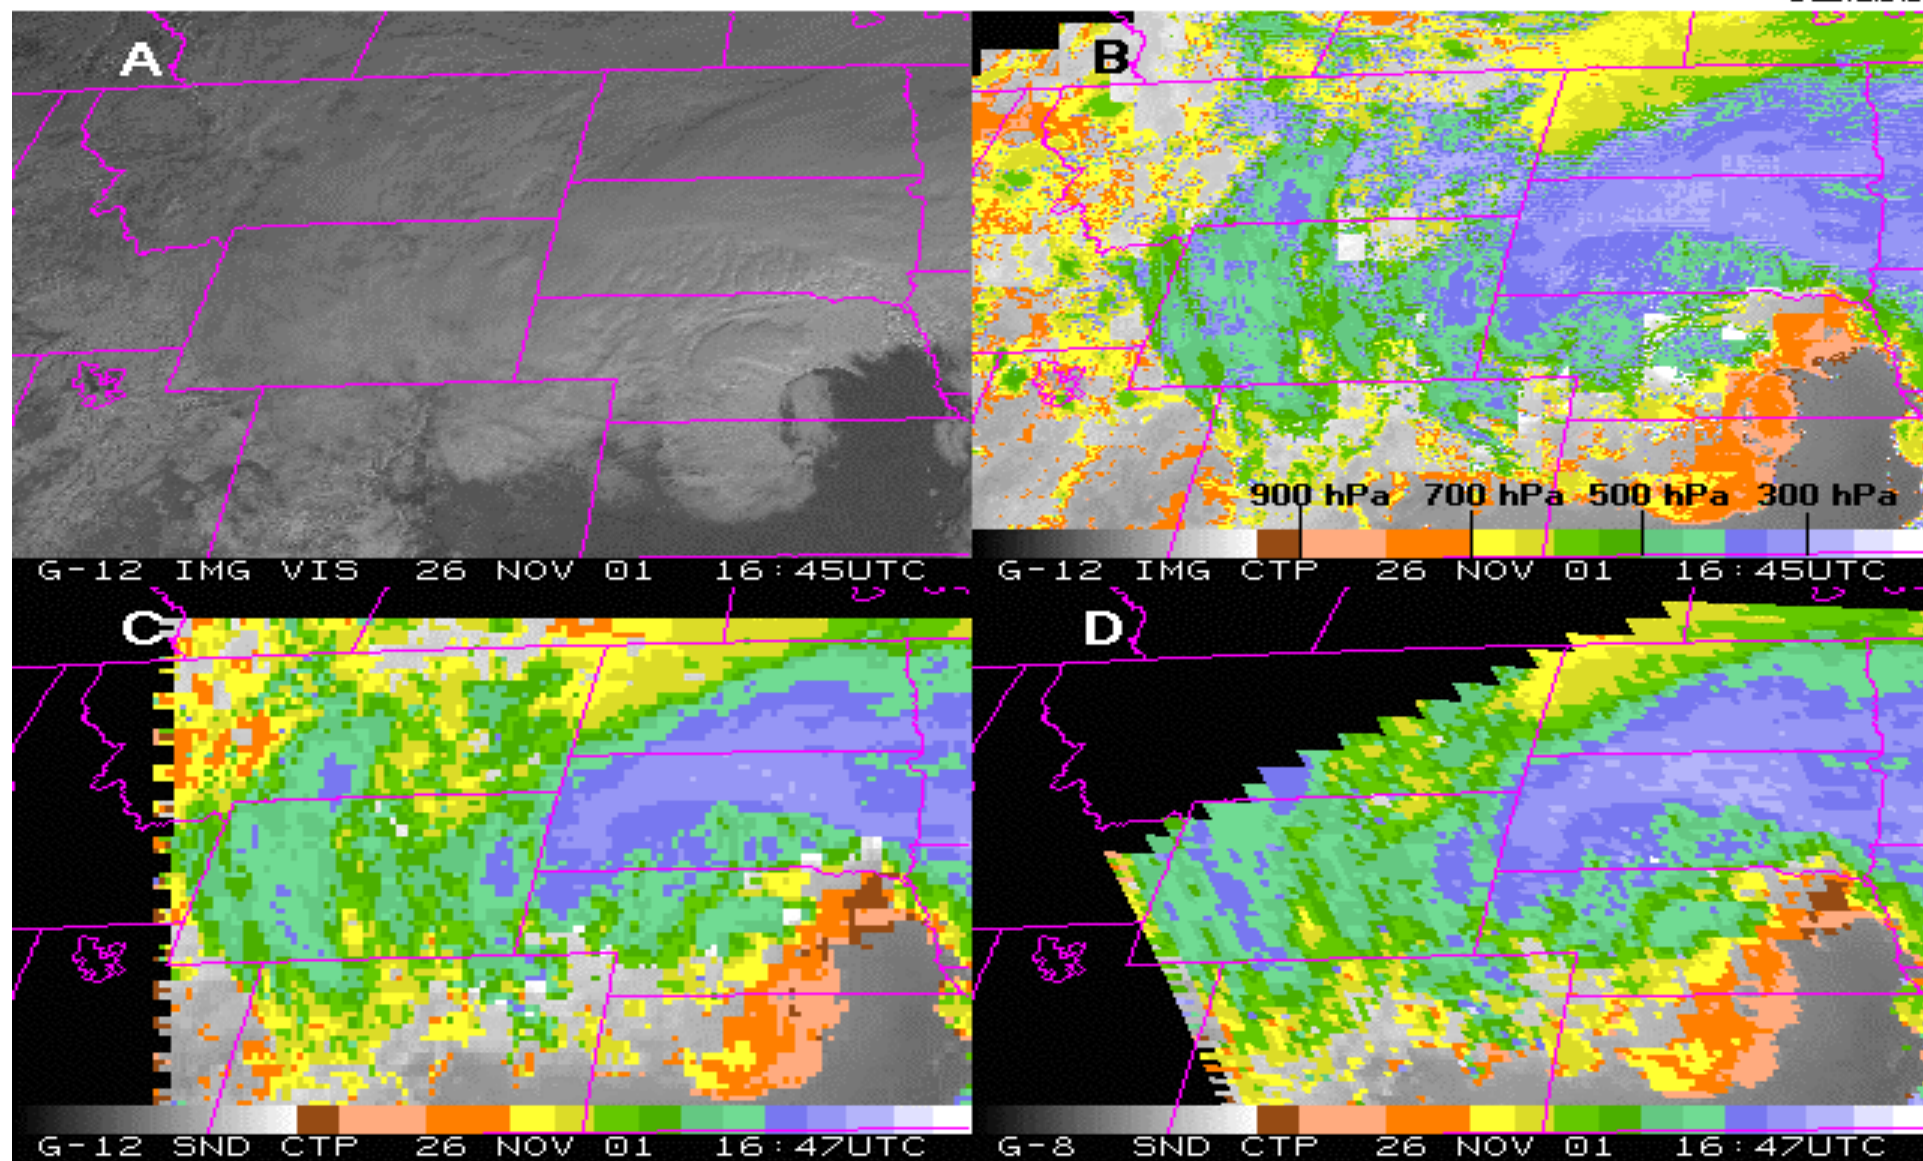 A
B
900 hPa 700 hPa 500 hPa 300 hPa
G-12 IMG VIS 26 NOV 01 16:45UTC
G-12 IMG CTP 26 NOV 01 16:45UTC
C
D
G-12 SND CTP 26 NOV 01 16:47UTC
G-8 SND CTP 26 NOV 01 16:47UTC